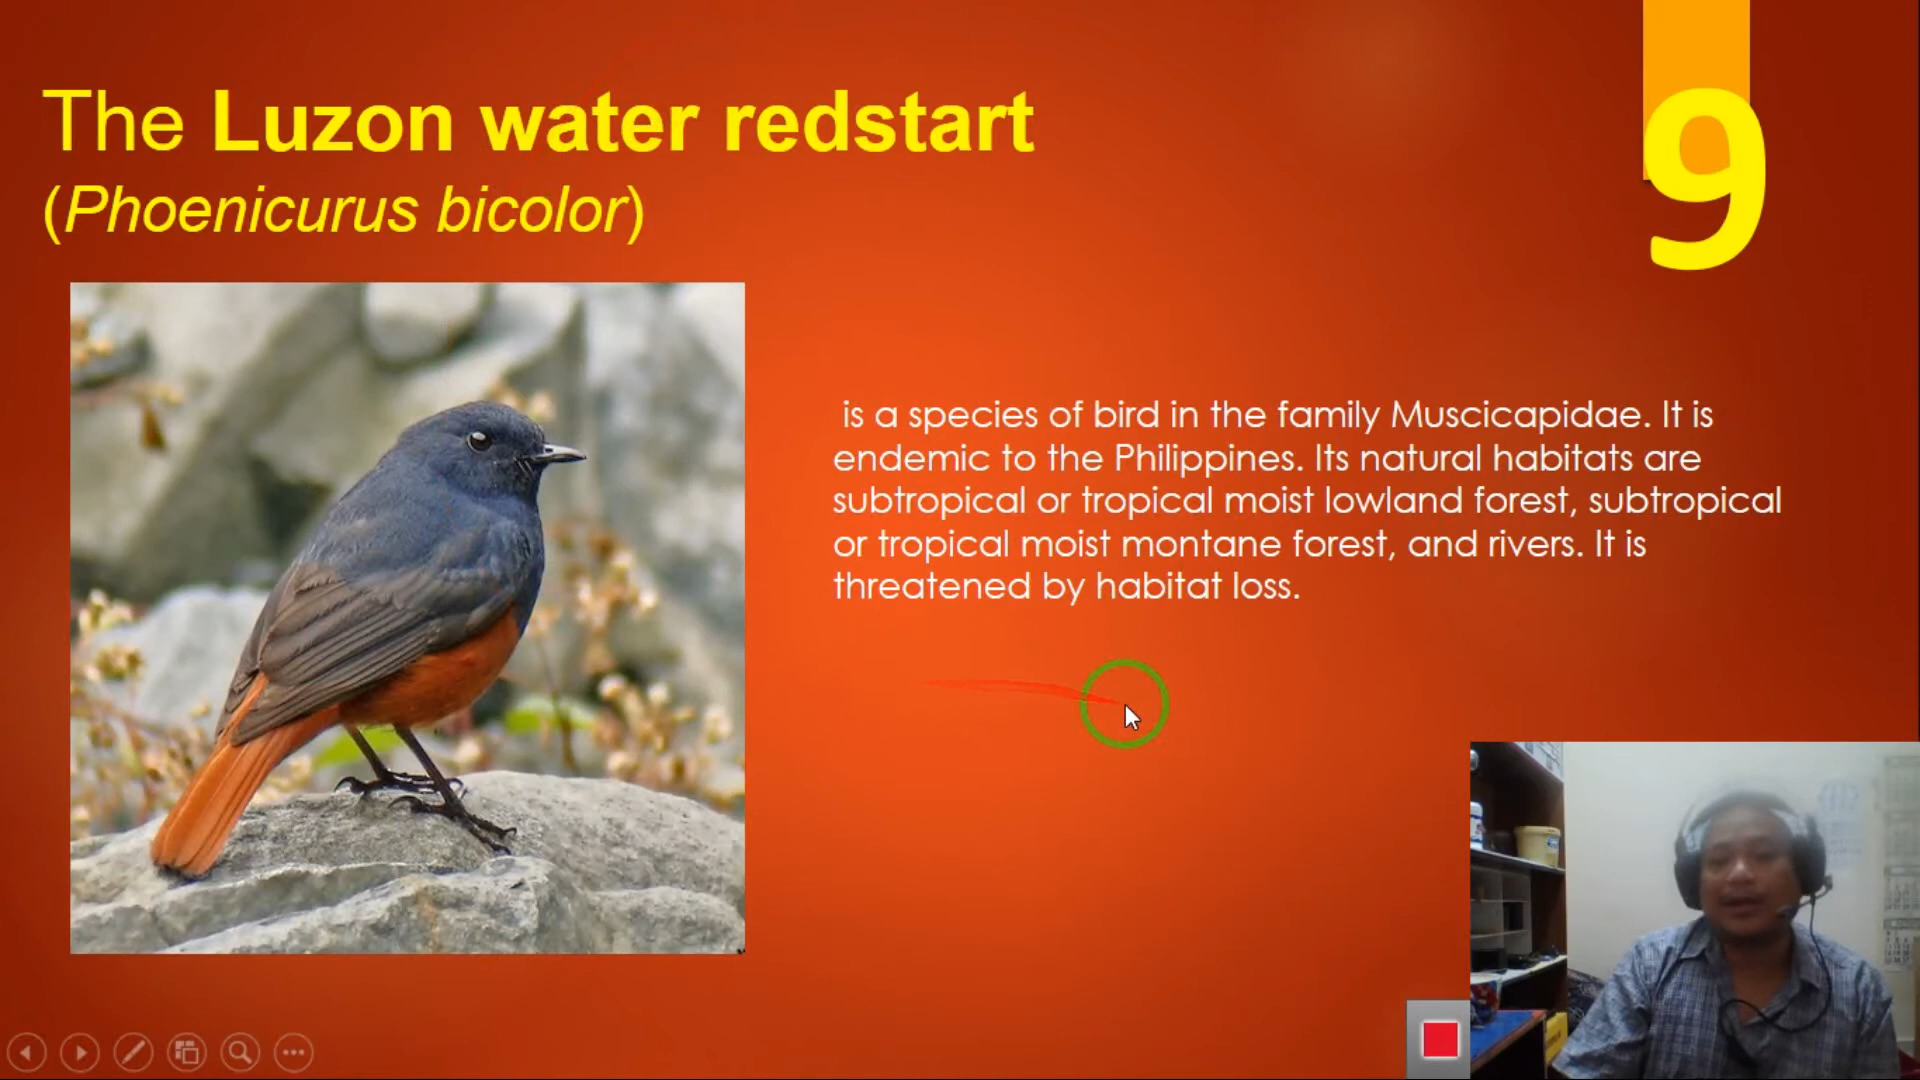 The Luzon water redstart
(Phoenicurus bicolor)
9
is a species of bird in the family Muscicapidae. It is
endemic to the Philippines. Its natural habitats are
subtropical or tropical moist lowland forest, subtropical
or tropical moist montane forest, and rivers. It is
threatened by habitat loss.